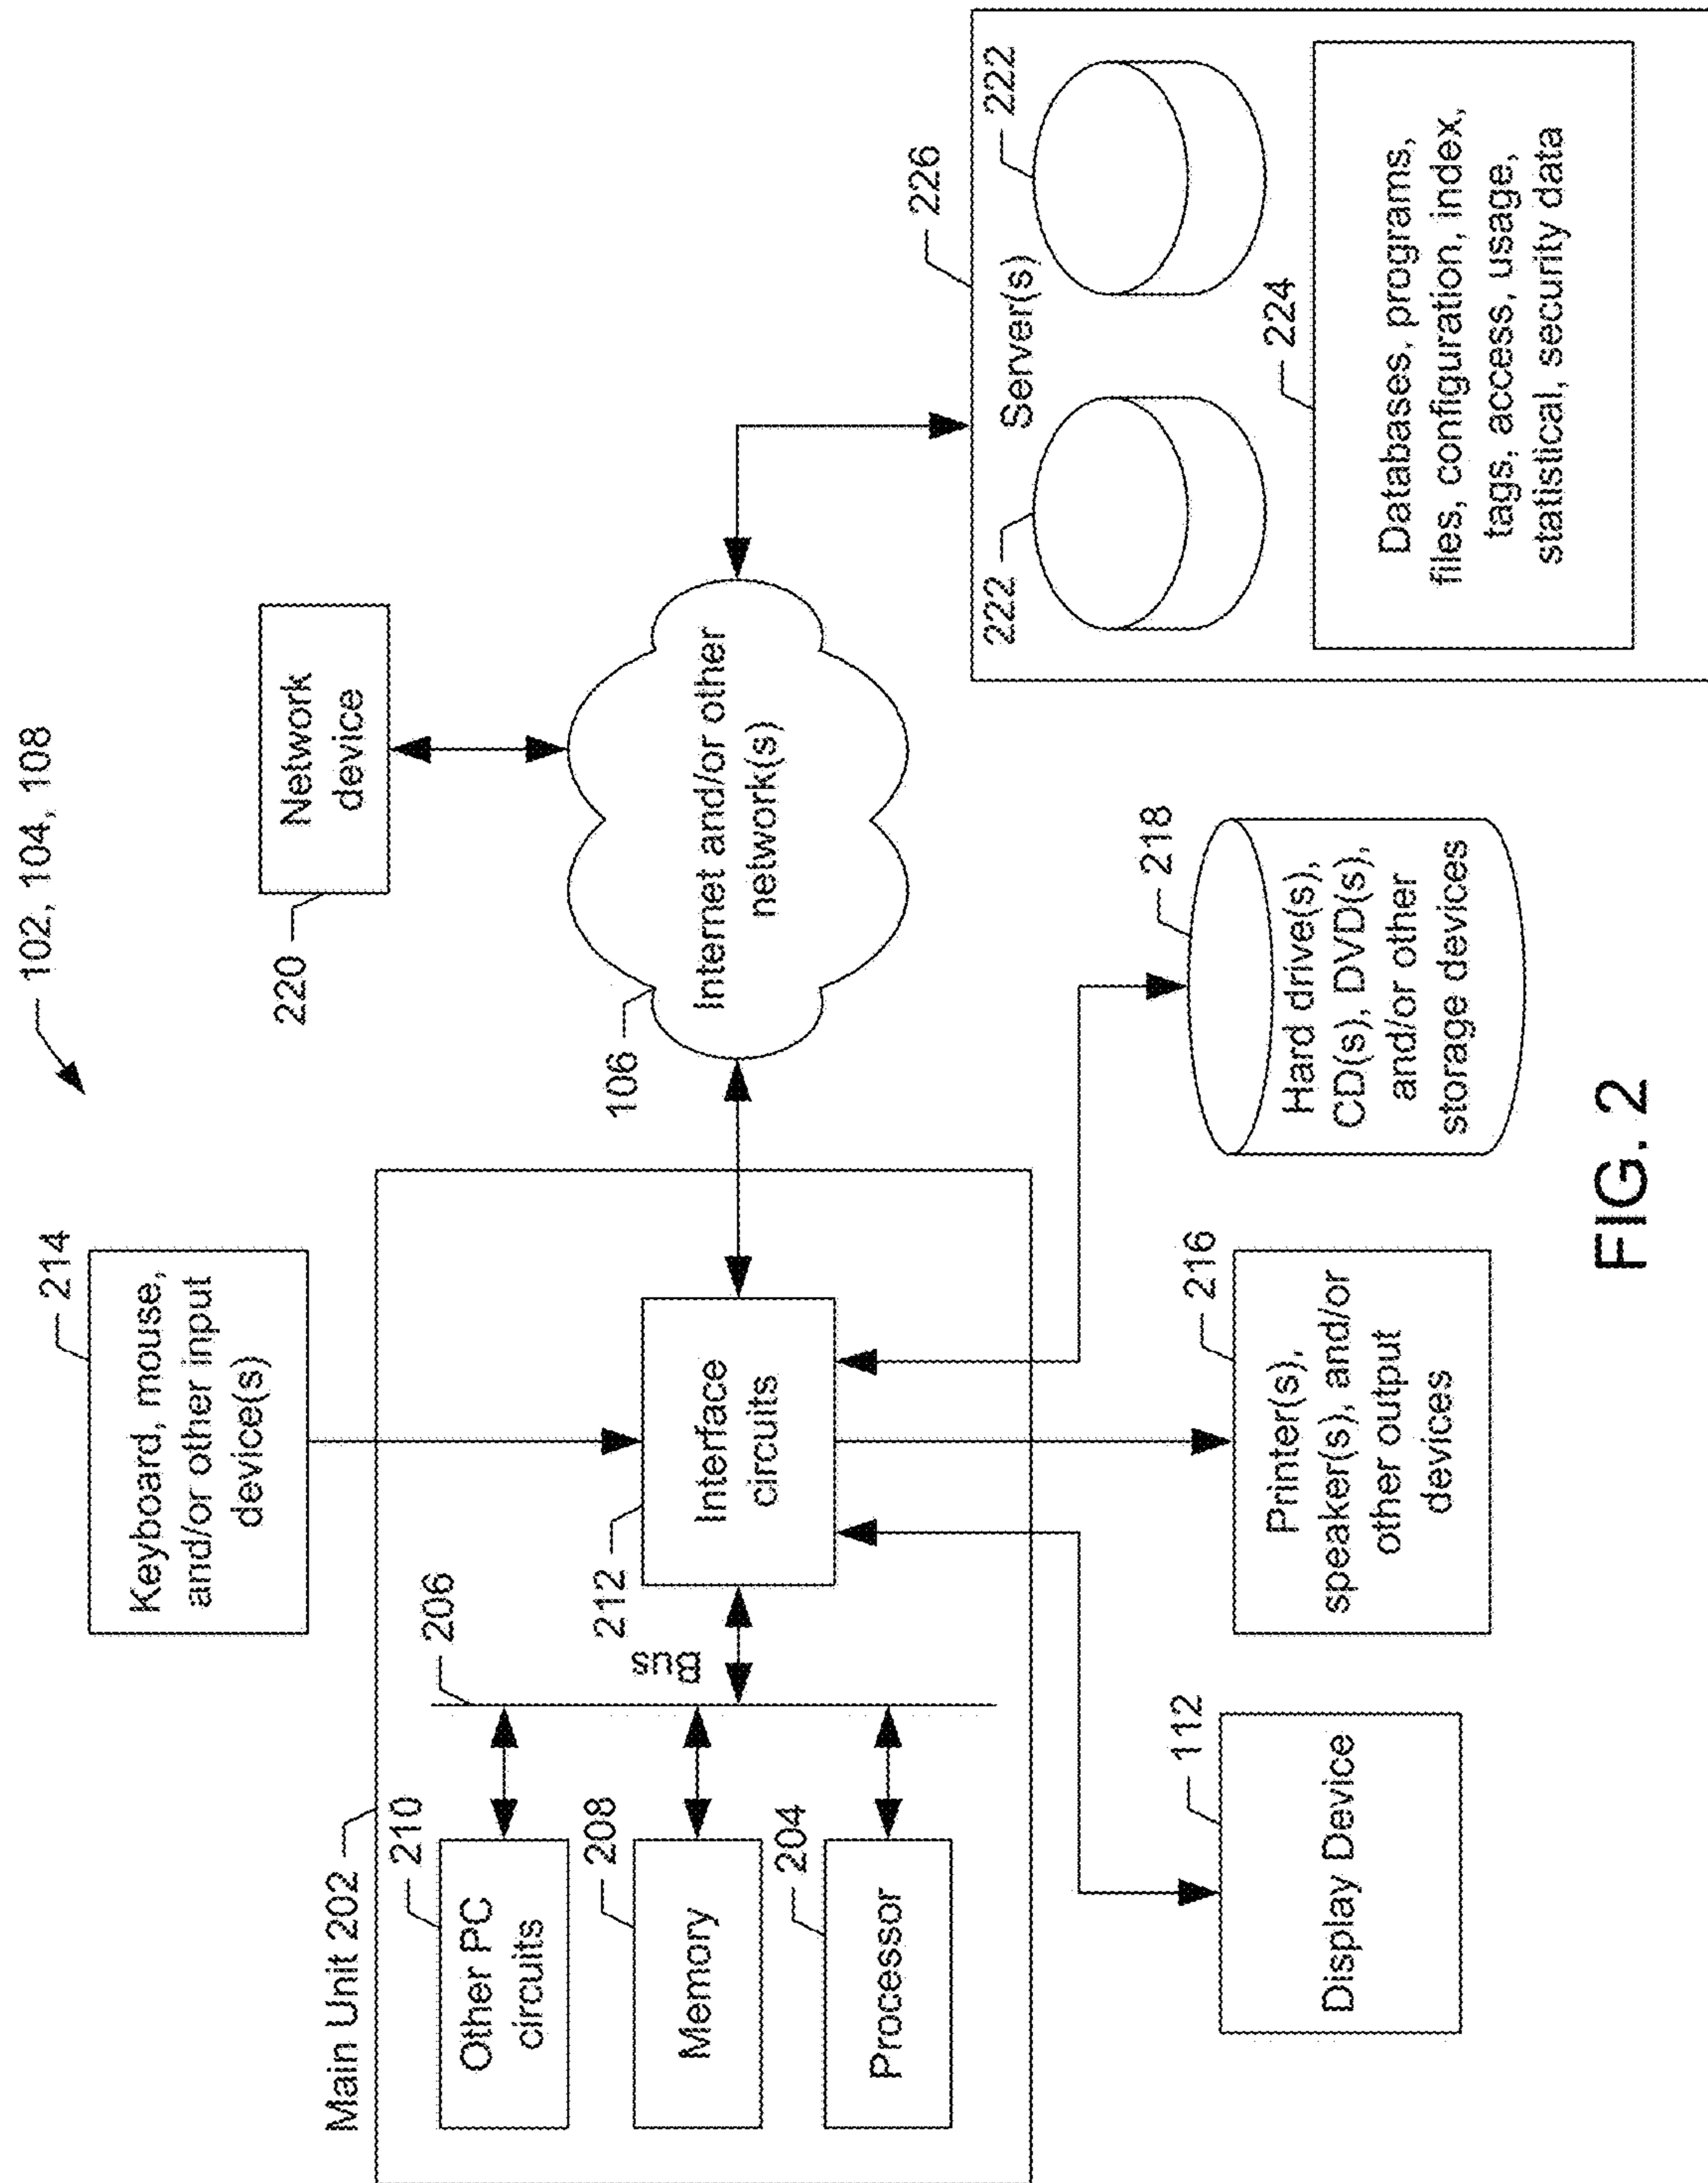 102, 104, 108
214
Keyboard, mouse,
and/or other input
device(s)
Network
device
220
Main Unit 202
210
Other PC
circuits
208
Memory
204
Processor
206
Bus
212
Interface
circuits
106
Internet and/or other
network(s)
226
Server(s)
222
222
224
Databases, programs,
files, configuration, index,
tags, access, usage,
statistical, security data
112
Display Device
216
Printer(s),
speaker(s), and/or
other output
devices
218
Hard drive(s),
CD(s), DVD(s),
and/or other
storage devices
FIG. 2